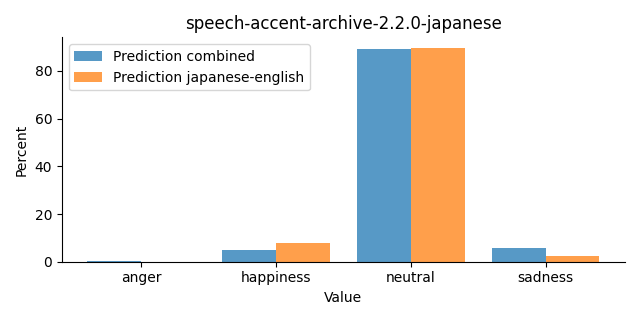 speech-accent-archive-2.2.0-japanese
Prediction combined
Prediction japanese-english
Percent
80
60
40
20
0
anger happiness neutral sadness
Value